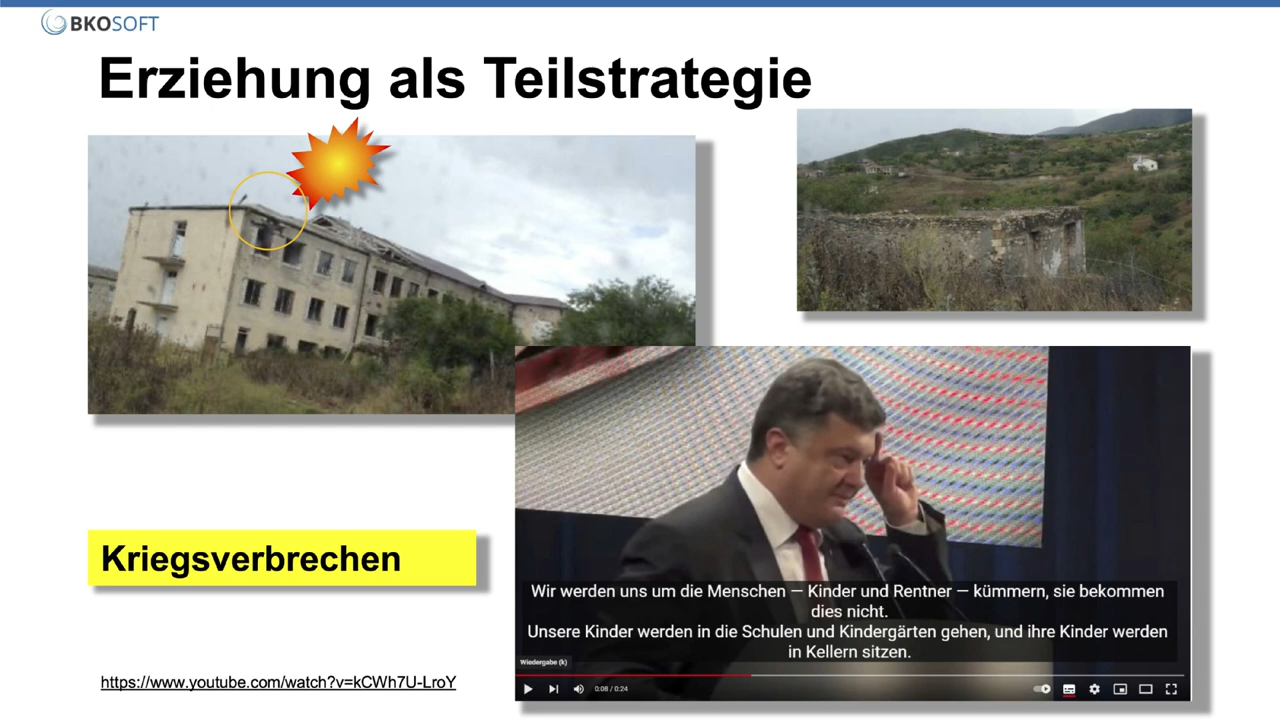 BKOSOFT
Erziehung als Teilstrategie
Kriegsverbrechen
Wir werden uns um die Menschen — Kinder und Rentner — kümmern, sie bekommen
dies nicht.
Unsere Kinder werden in die Schulen und Kindergärten gehen, und ihre Kinder werden
in Kellern sitzen.
Wiedergabe (k)
0:08 / 0:24
https://www.youtube.com/watch?v=kCWh7U-LroY